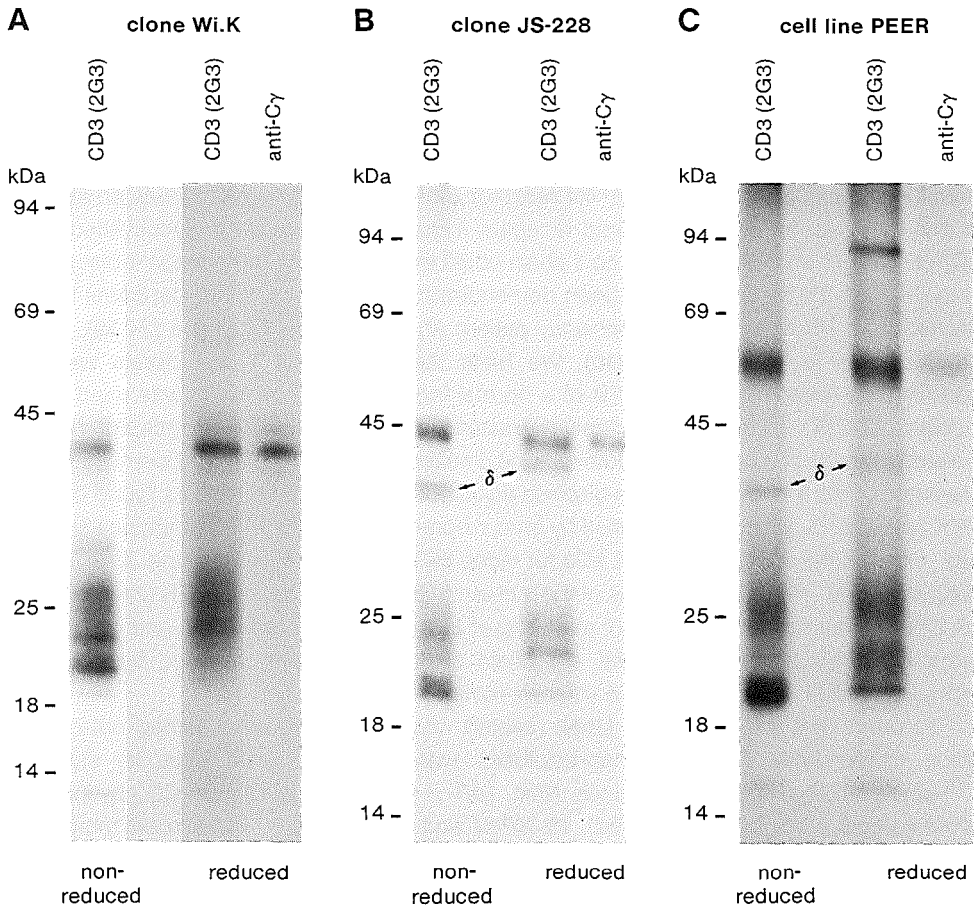 A clone Wi.K
CD3 (2G3)
CD3 (2G3)
anti-Cγ
kDa
94
69
45
25
18
14
non-reduced
reduced
B clone JS-228
CD3 (2G3)
CD3 (2G3)
anti-Cγ
kDa
94
69
45
δ
25
18
14
non-reduced
reduced
C cell line PEER
CD3 (2G3)
CD3 (2G3)
anti-Cγ
kDa
94
69
45
δ
25
18
14
non-reduced
reduced